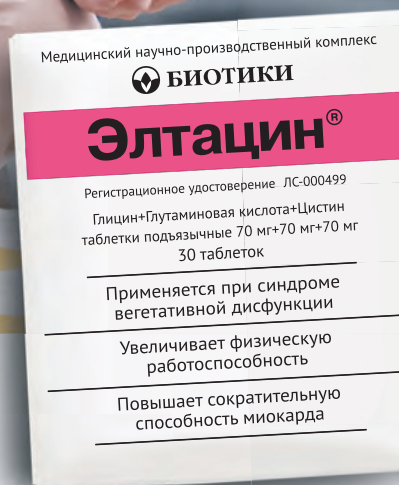 Медицинский научно-производственный комплекс
БИОТИКИ
Элтацин®
Регистрационное удостоверение ЛС-000499
Глицин+Глутаминовая кислота+Цистин
таблетки подъязычные 70 мг+70 мг+70 мг
30 таблеток
Применяется при синдроме
вегетативной дисфункции
Увеличивает физическую
работоспособность
Повышает сократительную
способность миокарда